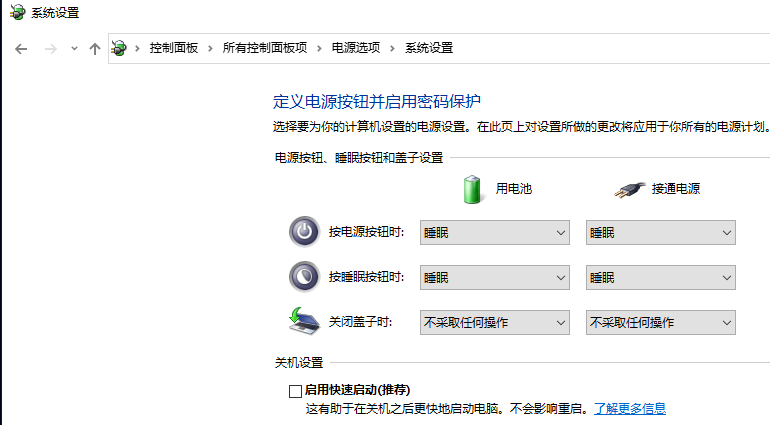 系统设置
控制面板 所有控制面板项 电源选项 系统设置
定义电源按钮并启用密码保护
选择要为你的计算机设置的电源设置。在此页上对设置所做的更改将应用于你所有的电源计划。
电源按钮、睡眠按钮和盖子设置
用电池 接通电源
按电源按钮时: 睡眠 睡眠
按睡眠按钮时: 睡眠 睡眠
关闭盖子时: 不采取任何操作 不采取任何操作
关机设置
启用快速启动(推荐)
这有助于在关机之后更快地启动电脑。不会影响重启。了解更多信息